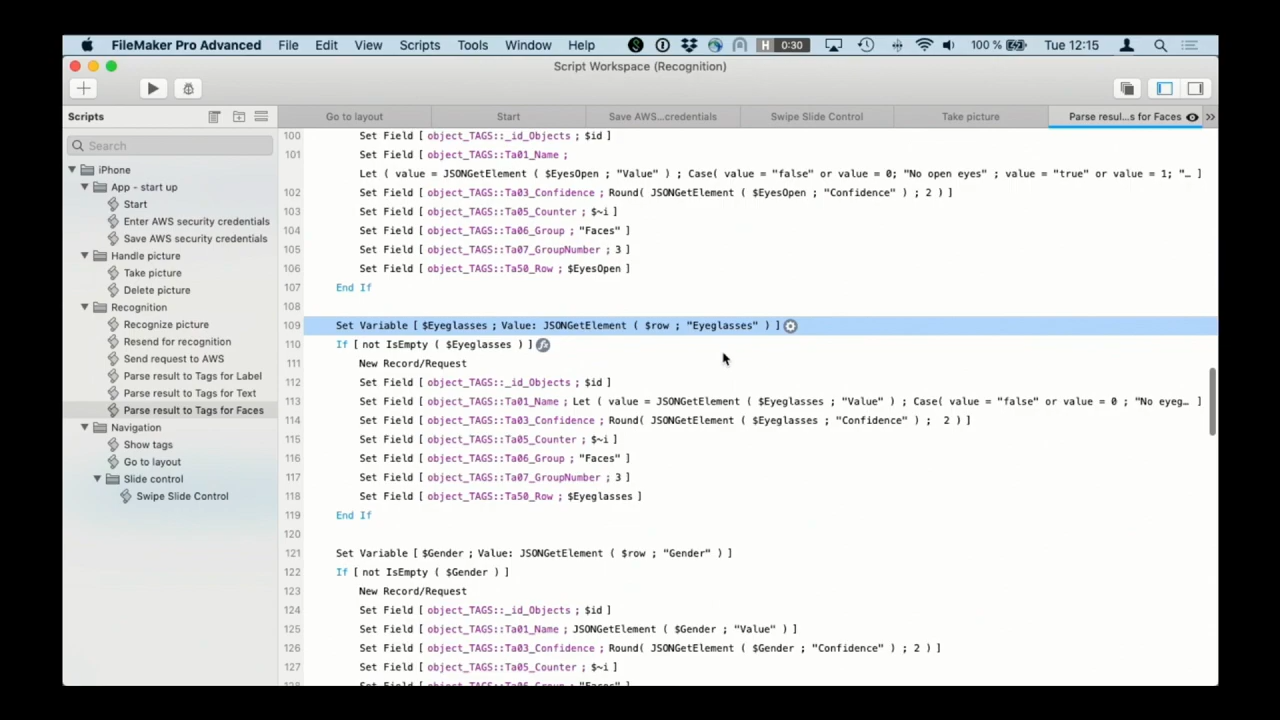 FileMaker Pro Advanced File Edit View Scripts Tools Window Help H 0:30 100 % Tue 12:15
Script Workspace (Recognition)
Scripts Go to layout Start Save AWS...credentials Swipe Slide Control Take picture Parse resul...s for Faces
Search
iPhone
App - start up
Start
Enter AWS security credentials
Save AWS security credentials
Handle picture
Take picture
Delete picture
Recognition
Recognize picture
Resend for recognition
Send request to AWS
Parse result to Tags for Label
Parse result to Tags for Text
Parse result to Tags for Faces
Navigation
Show tags
Go to layout
Slide control
Swipe Slide Control
100 Set Field [ object_TAGS::_id_Objects ; $id ]
101 Set Field [ object_TAGS::Ta01_Name ;
Let ( value = JSONGetElement ( $EyesOpen ; "Value" ) ; Case( value = "false" or value = 0; "No open eyes" ; value = "true" or value = 1; "… ]
102 Set Field [ object_TAGS::Ta03_Confidence ; Round( JSONGetElement ( $EyesOpen ; "Confidence" ) ; 2 ) ]
103 Set Field [ object_TAGS::Ta05_Counter ; $~i ]
104 Set Field [ object_TAGS::Ta06_Group ; "Faces" ]
105 Set Field [ object_TAGS::Ta07_GroupNumber ; 3 ]
106 Set Field [ object_TAGS::Ta50_Row ; $EyesOpen ]
107 End If
108
109 Set Variable [ $Eyeglasses ; Value: JSONGetElement ( $row ; "Eyeglasses" ) ]
110 If [ not IsEmpty ( $Eyeglasses ) ]
111 New Record/Request
112 Set Field [ object_TAGS::_id_Objects ; $id ]
113 Set Field [ object_TAGS::Ta01_Name ; Let ( value = JSONGetElement ( $Eyeglasses ; "Value" ) ; Case( value = "false" or value = 0 ; "No eyeg… ]
114 Set Field [ object_TAGS::Ta03_Confidence ; Round( JSONGetElement ( $Eyeglasses ; "Confidence" ) ; 2 ) ]
115 Set Field [ object_TAGS::Ta05_Counter ; $~i ]
116 Set Field [ object_TAGS::Ta06_Group ; "Faces" ]
117 Set Field [ object_TAGS::Ta07_GroupNumber ; 3 ]
118 Set Field [ object_TAGS::Ta50_Row ; $Eyeglasses ]
119 End If
120
121 Set Variable [ $Gender ; Value: JSONGetElement ( $row ; "Gender" ) ]
122 If [ not IsEmpty ( $Gender ) ]
123 New Record/Request
124 Set Field [ object_TAGS::_id_Objects ; $id ]
125 Set Field [ object_TAGS::Ta01_Name ; JSONGetElement ( $Gender ; "Value" ) ]
126 Set Field [ object_TAGS::Ta03_Confidence ; Round( JSONGetElement ( $Gender ; "Confidence" ) ; 2 ) ]
127 Set Field [ object_TAGS::Ta05_Counter ; $~i ]
128 Set Field [ object_TAGS::Ta06_Group ; "Faces" ]